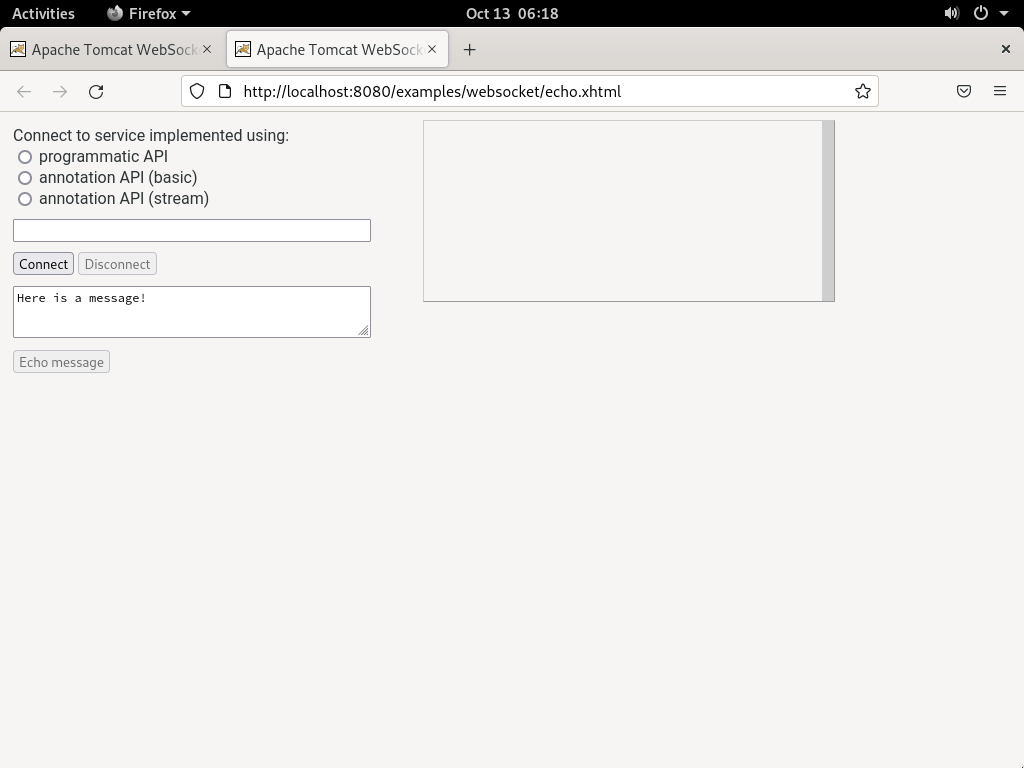 Activities Firefox Oct 13 06:18
Apache Tomcat WebSock Apache Tomcat WebSock
http://localhost:8080/examples/websocket/echo.xhtml
Connect to service implemented using:
programmatic API
annotation API (basic)
annotation API (stream)
Connect Disconnect
Here is a message!
Echo message